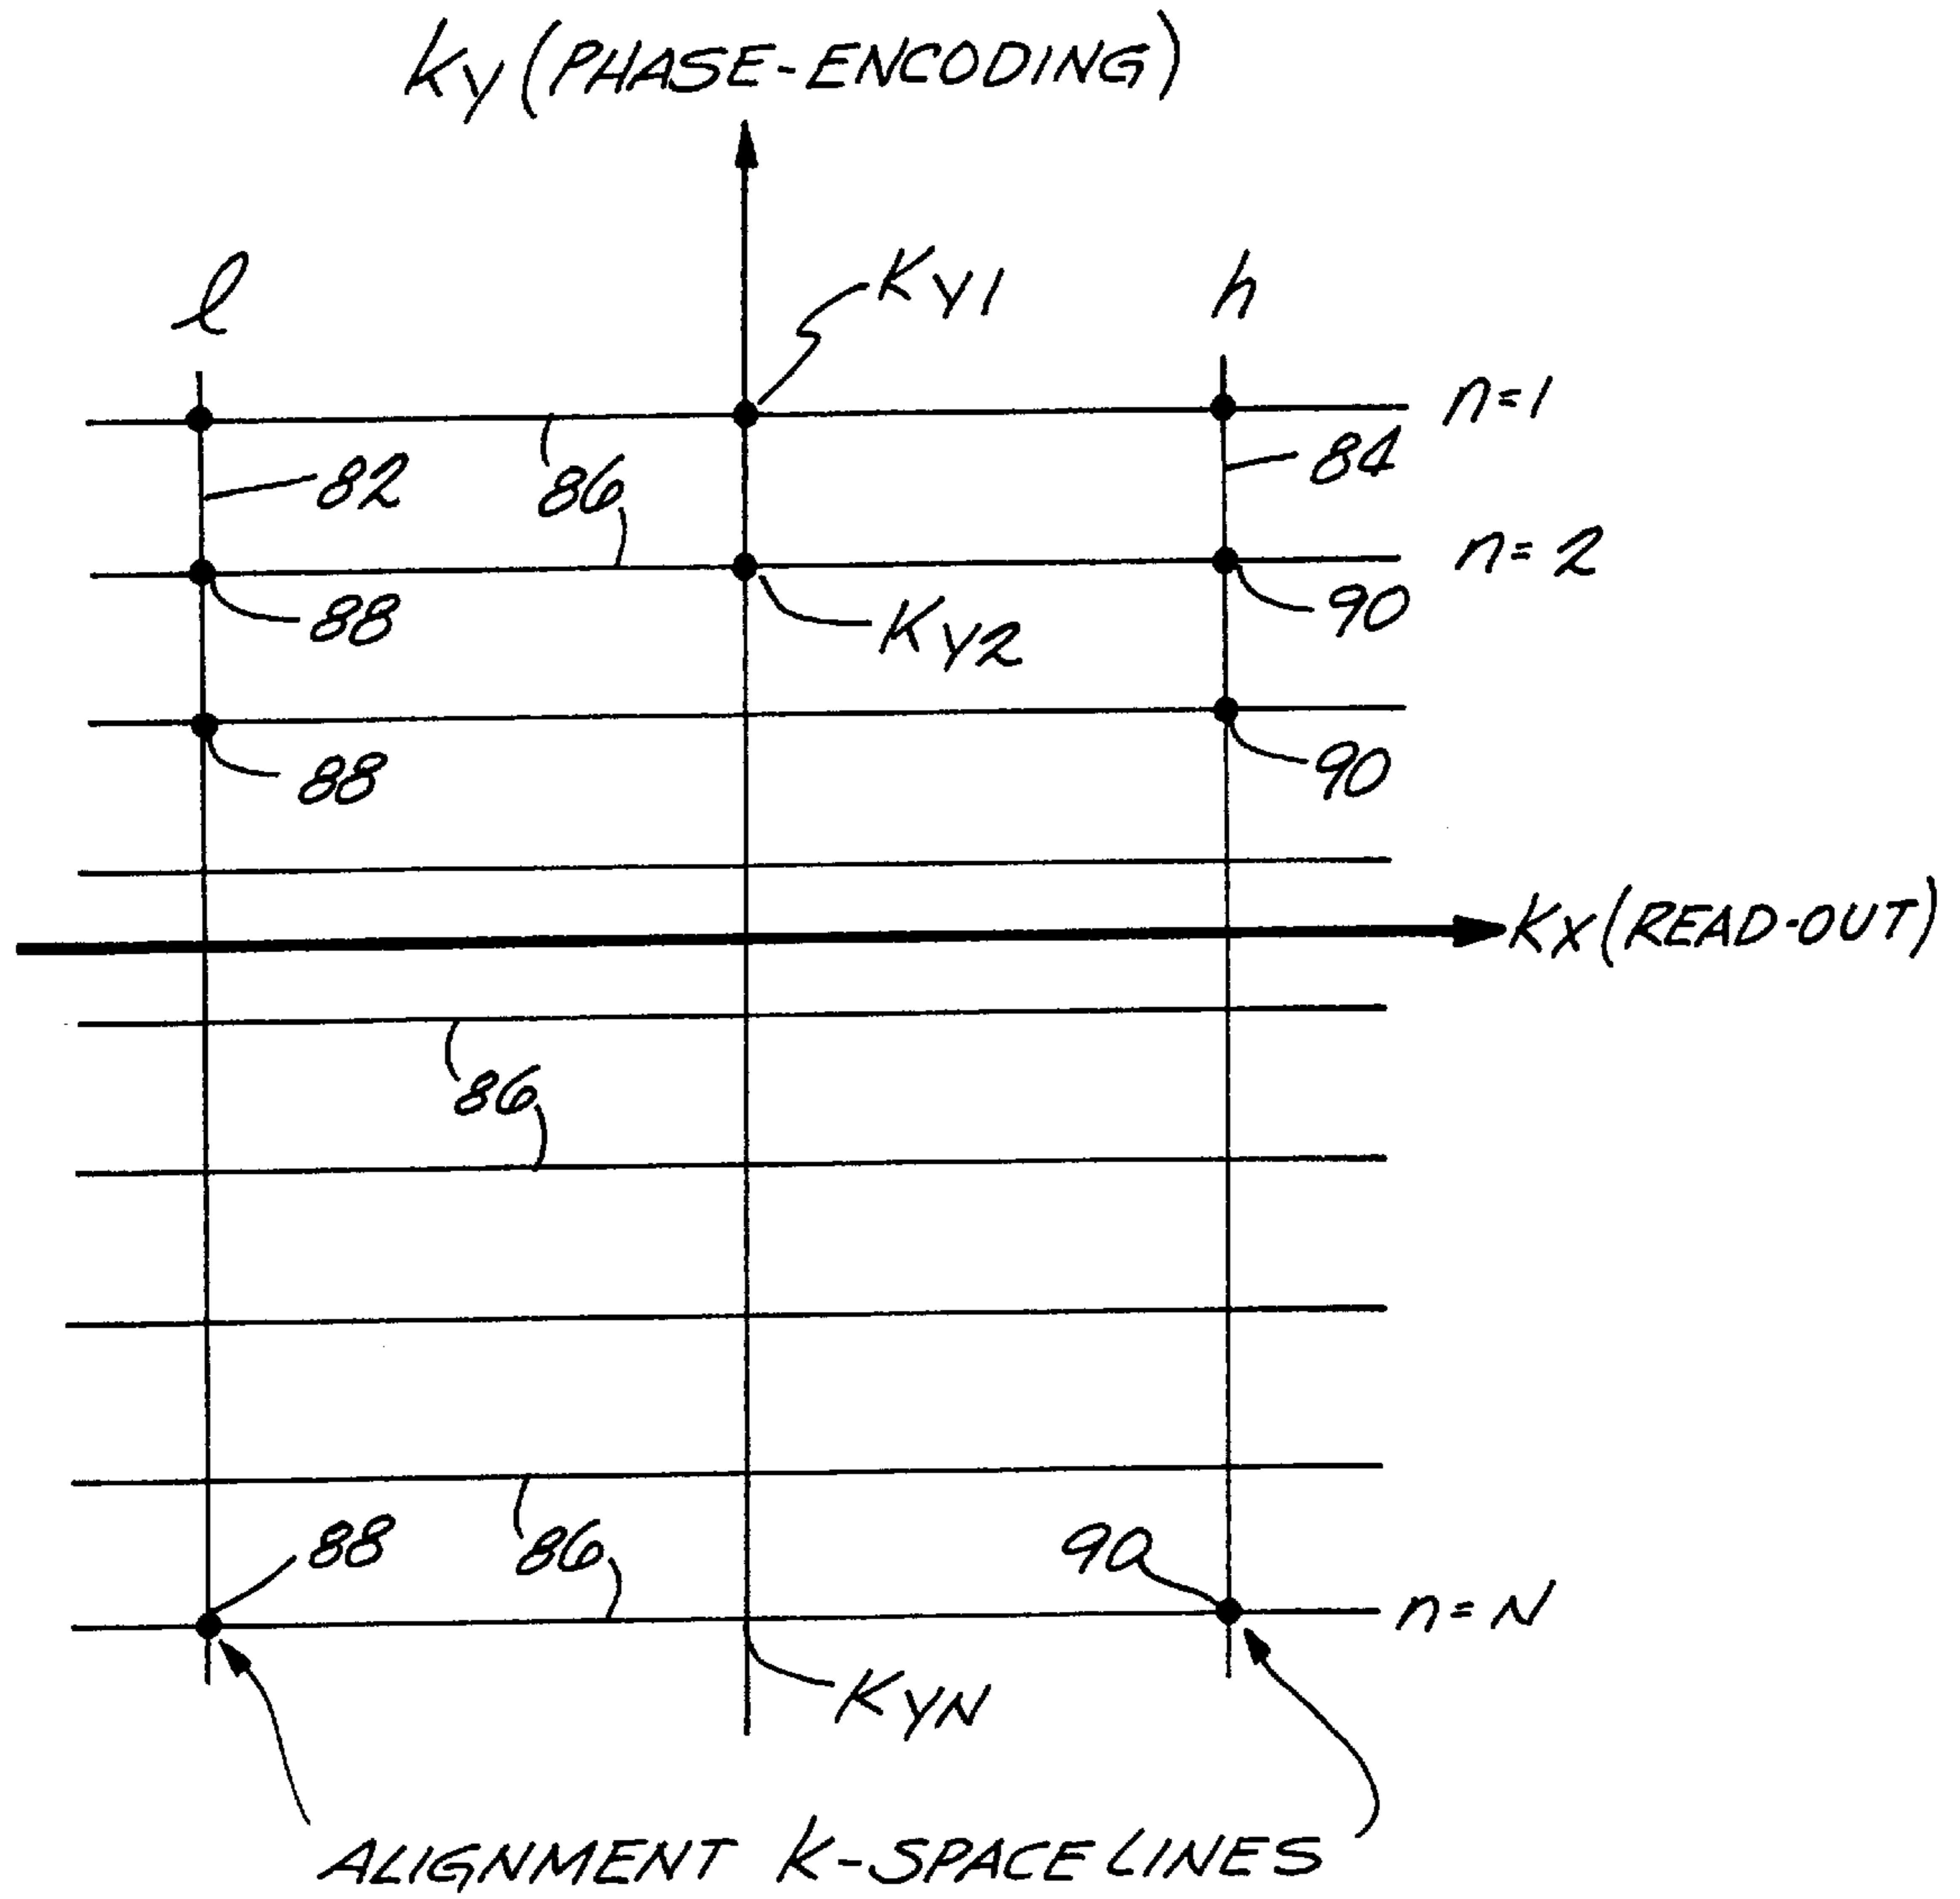 ky (PHASE-ENCODING)
l
KY1
h
n=1
82
86
84
n=2
88
KY2
90
88
90
KX (READ-OUT)
86
88
86
90
n=N
KYN
ALIGNMENT K-SPACE LINES